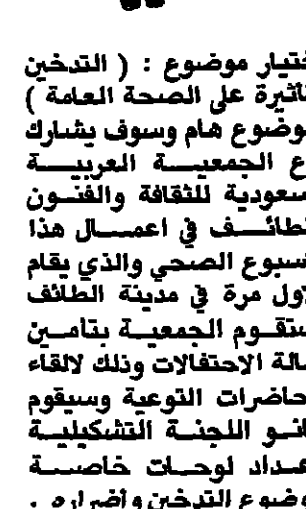 ختيار موضوع : ( التدخين
تاثيرة على الصحة العامة )
وضوع هام وسوف يشارك
ع الجمعية العربية
سعودية للثقافة والفنون
لطائف في اعمال هذا
سبوع الصحي والذي يقام
اول مرة في مدينة الطائف
ستقوم الجمعية بتامين
سالة الاحتفالات وذلك لالقاء
حاضرات التوعية وسيقوم
انو اللجنة التشكيلية
عداد لوحات خاصة
وضوع التدخين وأضراره .